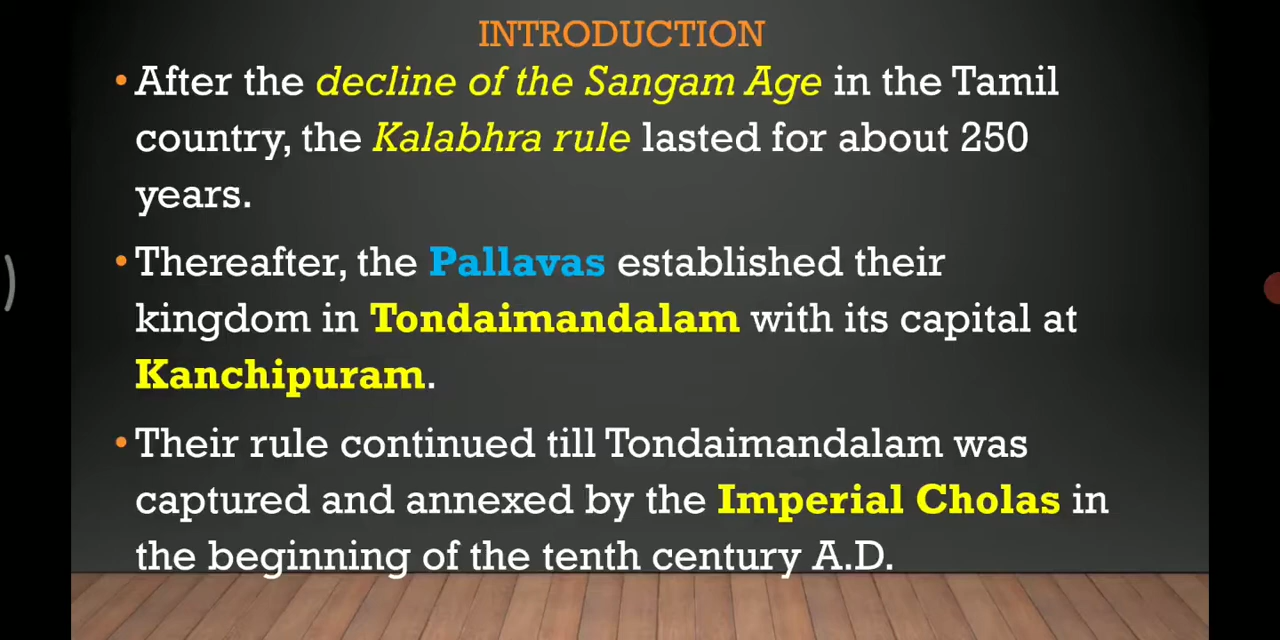 INTRODUCTION
•After the decline of the Sangam Age in the Tamil
country, the Kalabhra rule lasted for about 250
years.
•Thereafter, the Pallavas established their
kingdom in Tondaimandalam with its capital at
Kanchipuram.
•Their rule continued till Tondaimandalam was
captured and annexed by the Imperial Cholas in
the beginning of the tenth century A.D.